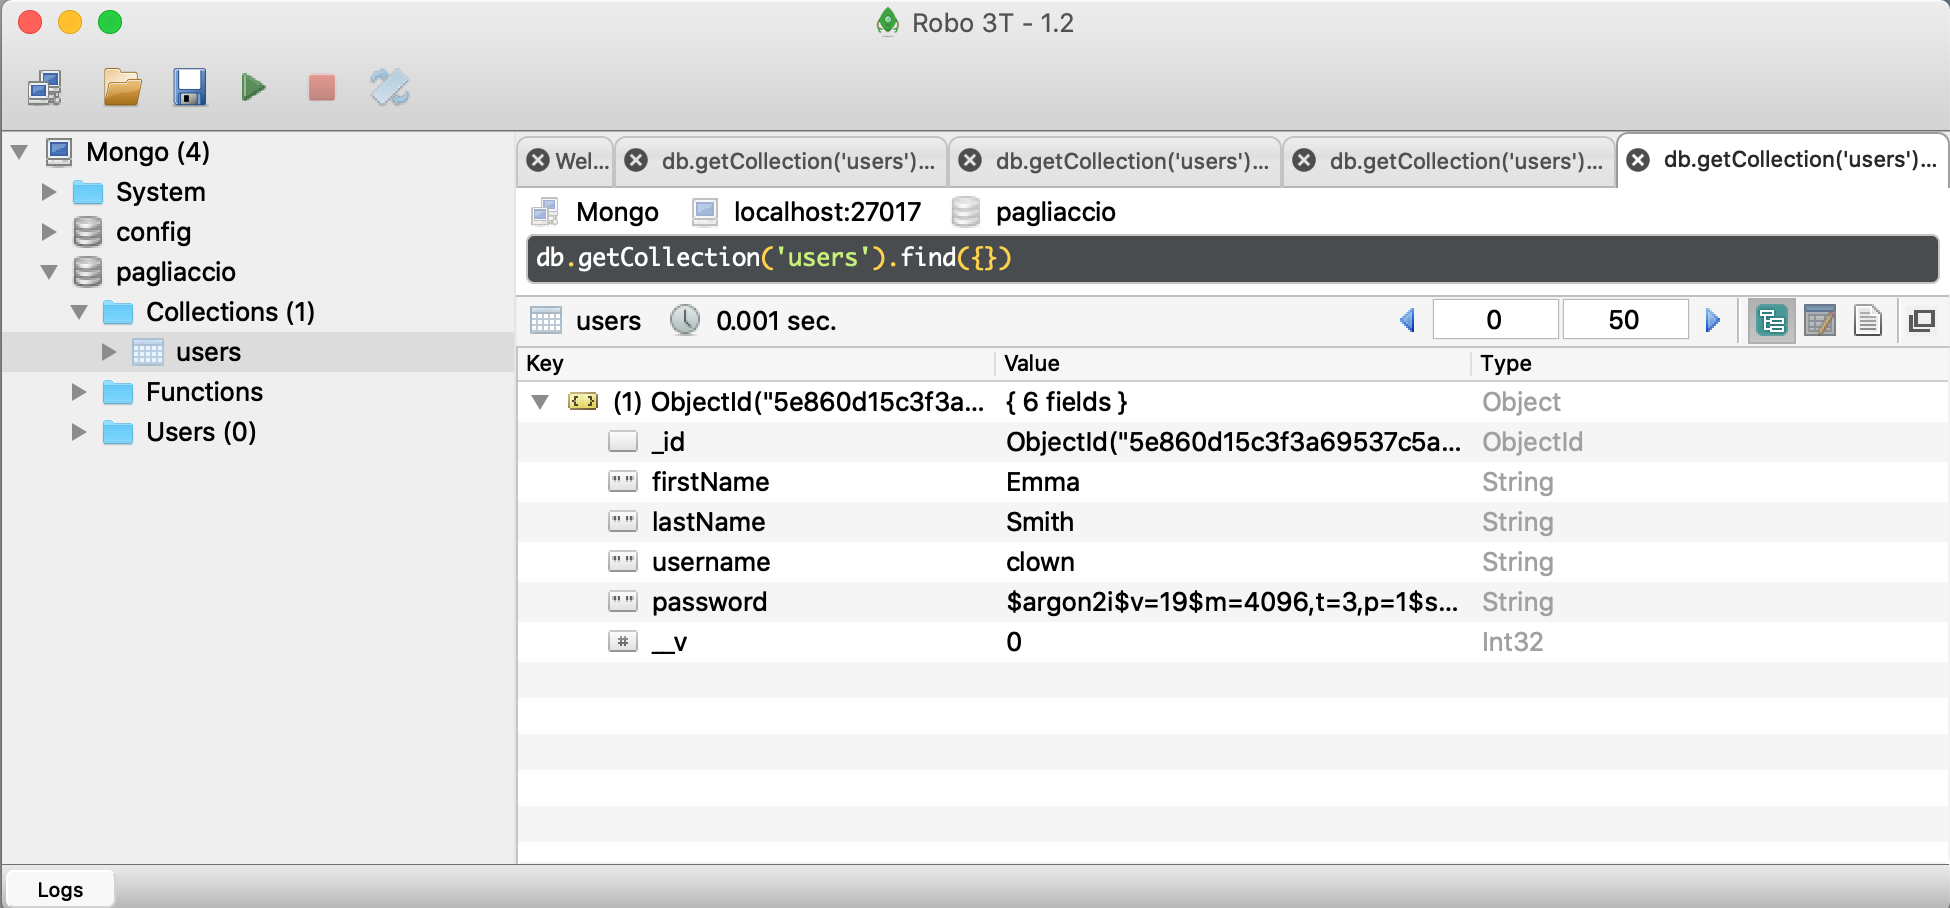 Robo 3T - 1.2
Mongo (4)
System
config
pagliaccio
Collections (1)
users
Functions
Users (0)
Wel...
db.getCollection('users')...
db.getCollection('users')...
db.getCollection('users')...
db.getCollection('users')...
Mongo localhost:27017 pagliaccio
db.getCollection('users').find({})
users 0.001 sec. 0 50
Key Value Type
(1) ObjectId("5e860d15c3f3a... { 6 fields } Object
_id ObjectId("5e860d15c3f3a69537c5a... ObjectId
firstName Emma String
lastName Smith String
username clown String
password $argon2i$v=19$m=4096,t=3,p=1$s... String
__v 0 Int32
Logs